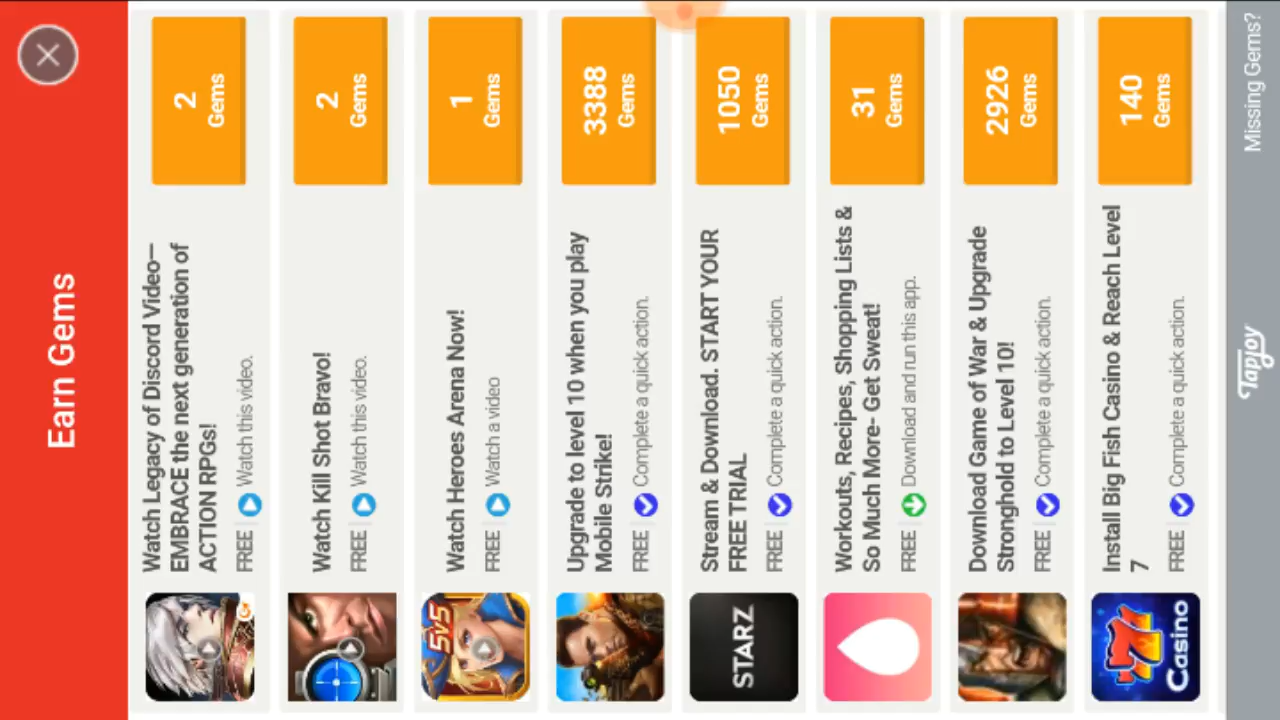 Earn Gems
Watch Legacy of Discord Video—
EMBRACE the next generation of
ACTION RPGs!
FREE | Watch this video.
2
Gems
Watch Kill Shot Bravo!
FREE | Watch this video.
2
Gems
5v5
Watch Heroes Arena Now!
FREE | Watch a video
1
Gems
Upgrade to level 10 when you play
Mobile Strike!
FREE | Complete a quick action.
3388
Gems
STARZ
Stream & Download. START YOUR
FREE TRIAL
FREE | Complete a quick action.
1050
Gems
Workouts, Recipes, Shopping Lists &
So Much More- Get Sweat!
FREE | Download and run this app.
31
Gems
Download Game of War & Upgrade
Stronghold to Level 10!
FREE | Complete a quick action.
2926
Gems
7
Casino
Install Big Fish Casino & Reach Level
7
FREE | Complete a quick action.
140
Gems
Tapjoy
Missing Gems?